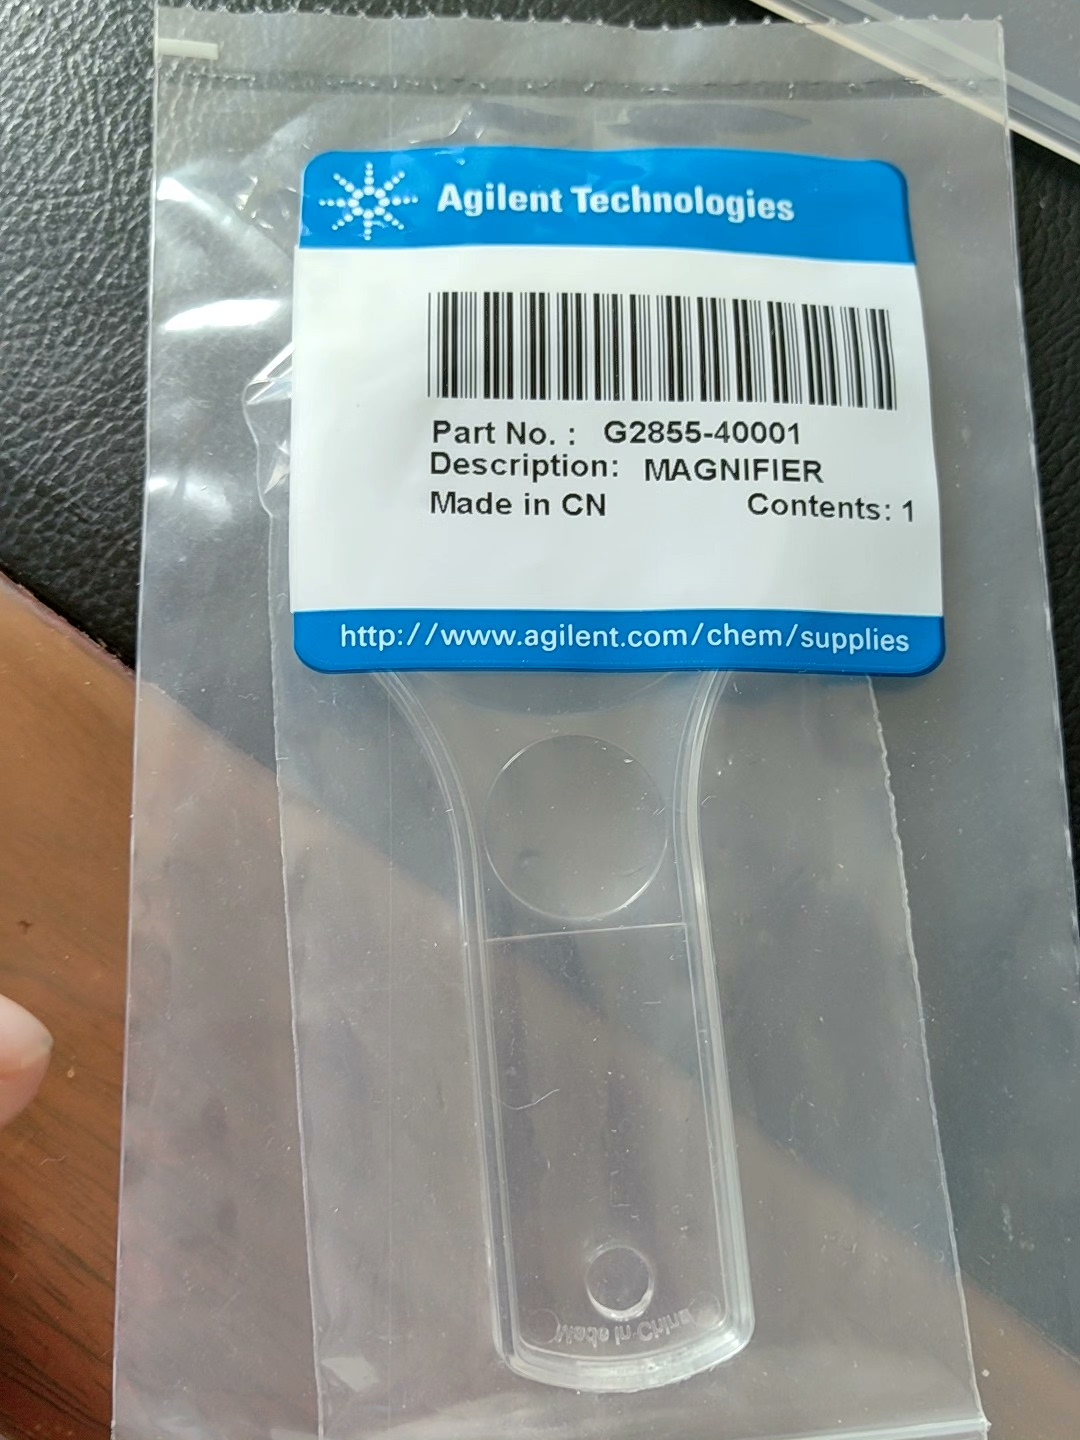 Agilent Technologies
Part No. : G2855-40001
Description: MAGNIFIER
Made in CN Contents: 1
http://www.agilent.com/chem/supplies
Made In China